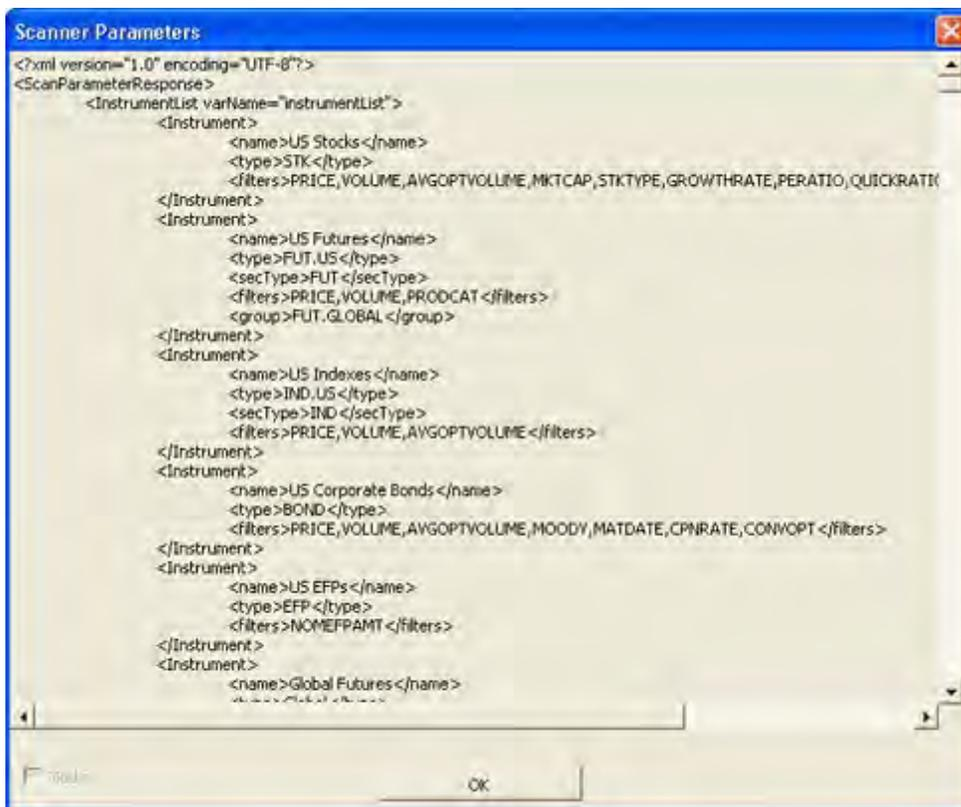 Scanner Parameters
<?xml version="1.0" encoding="UTF-8"?>
<ScanParameterResponse>
<InstrumentList varName="instrumentList">
<Instrument>
<name>US Stocks</name>
<type>STK</type>
<filters>PRICE,VOLUME,AVGOPTVOLUME,MKTCAP,STKTYPE,GROWTHRATE,PERATIO,QUICKRATIO
</Instrument>
<Instrument>
<name>US Futures</name>
<type>FUT.US</type>
<secType>FUT</secType>
<filters>PRICE,VOLUME,PRODCAT</filters>
<group>FUT.GLOBAL</group>
</Instrument>
<Instrument>
<name>US Indexes</name>
<type>IND.US</type>
<secType>IND</secType>
<filters>PRICE,VOLUME,AVGOPTVOLUME</filters>
</Instrument>
<Instrument>
<name>US Corporate Bonds</name>
<type>BOND</type>
<filters>PRICE,VOLUME,AVGOPTVOLUME,MOODY,MATDATE,CPNRATE,CONVOPT</filters>
</Instrument>
<Instrument>
<name>US EFPs</name>
<type>EFP</type>
<filters>NOMEFPAMT</filters>
</Instrument>
<Instrument>
<name>Global Futures</name>
OK